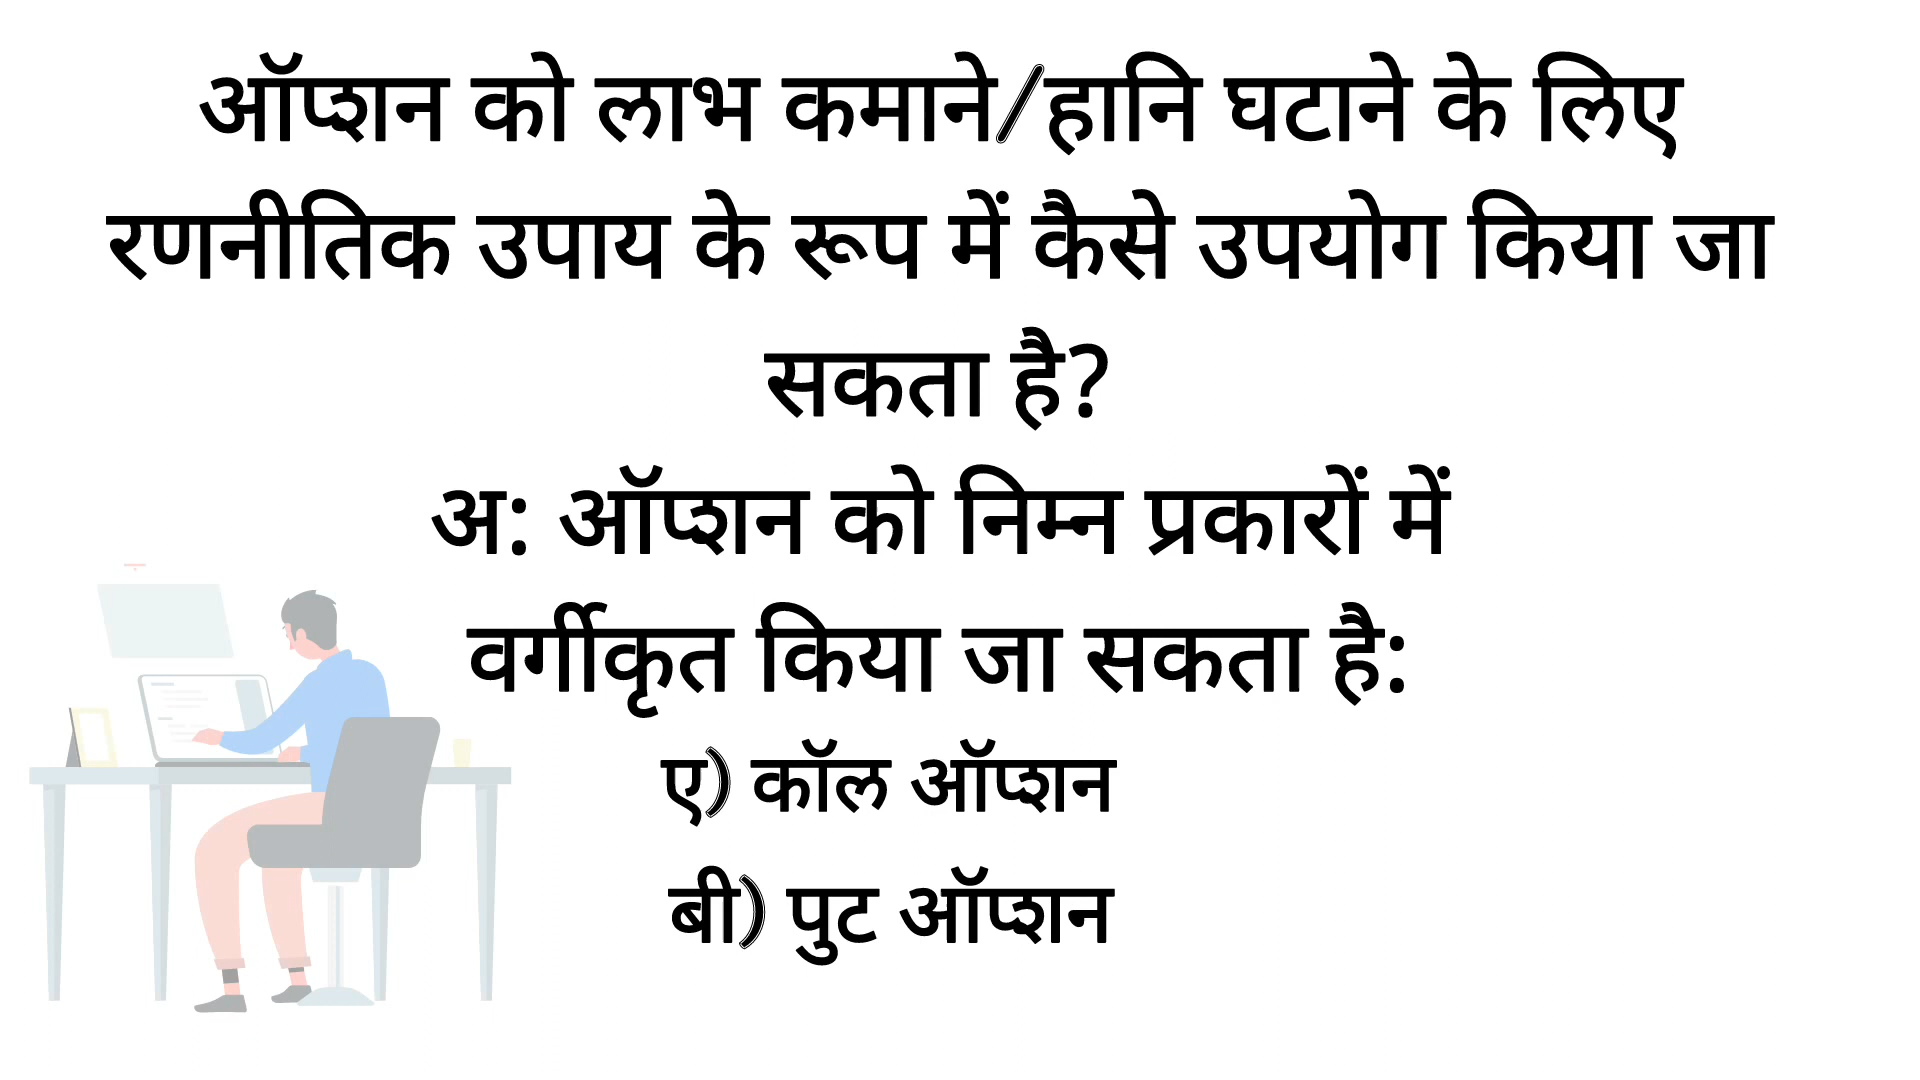 ऑप्शन को लाभ कमाने/हानि घटाने के लिए
रणनीतिक उपाय के रूप में कैसे उपयोग किया जा
सकता है?
अ: ऑप्शन को निम्न प्रकारों में
वर्गीकृत किया जा सकता है:
ए) कॉल ऑप्शन
बी) पुट ऑप्शन